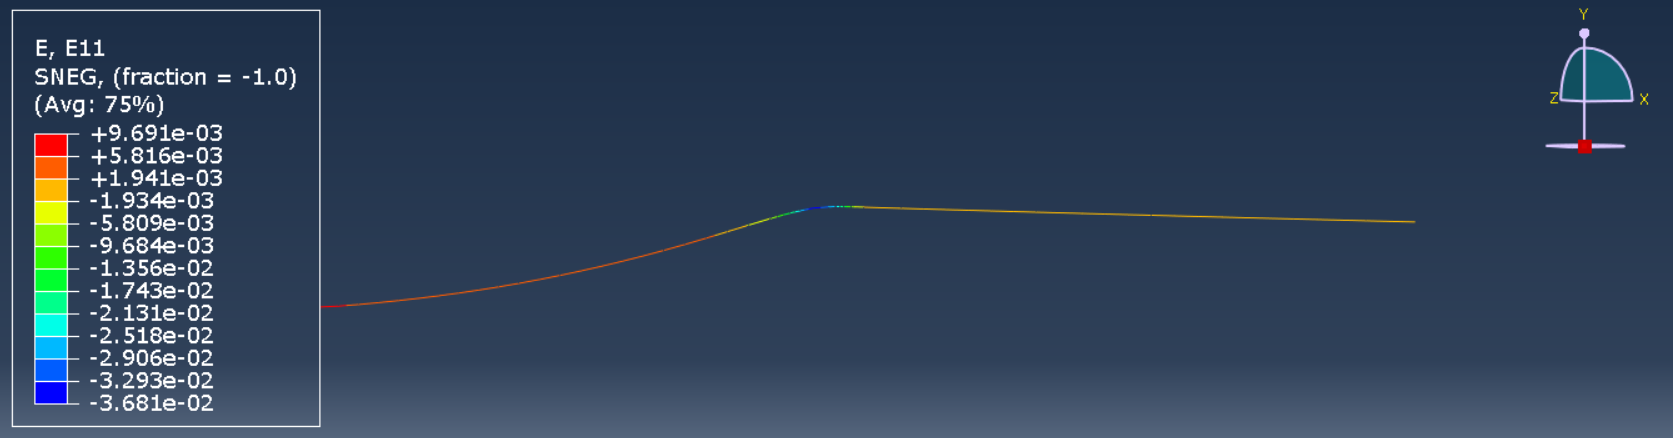 E, E11
SNEG, (fraction = -1.0)
(Avg: 75%)
+9.691e-03
+5.816e-03
+1.941e-03
-1.934e-03
-5.809e-03
-9.684e-03
-1.356e-02
-1.743e-02
-2.131e-02
-2.518e-02
-2.906e-02
-3.293e-02
-3.681e-02
Y
Z
X